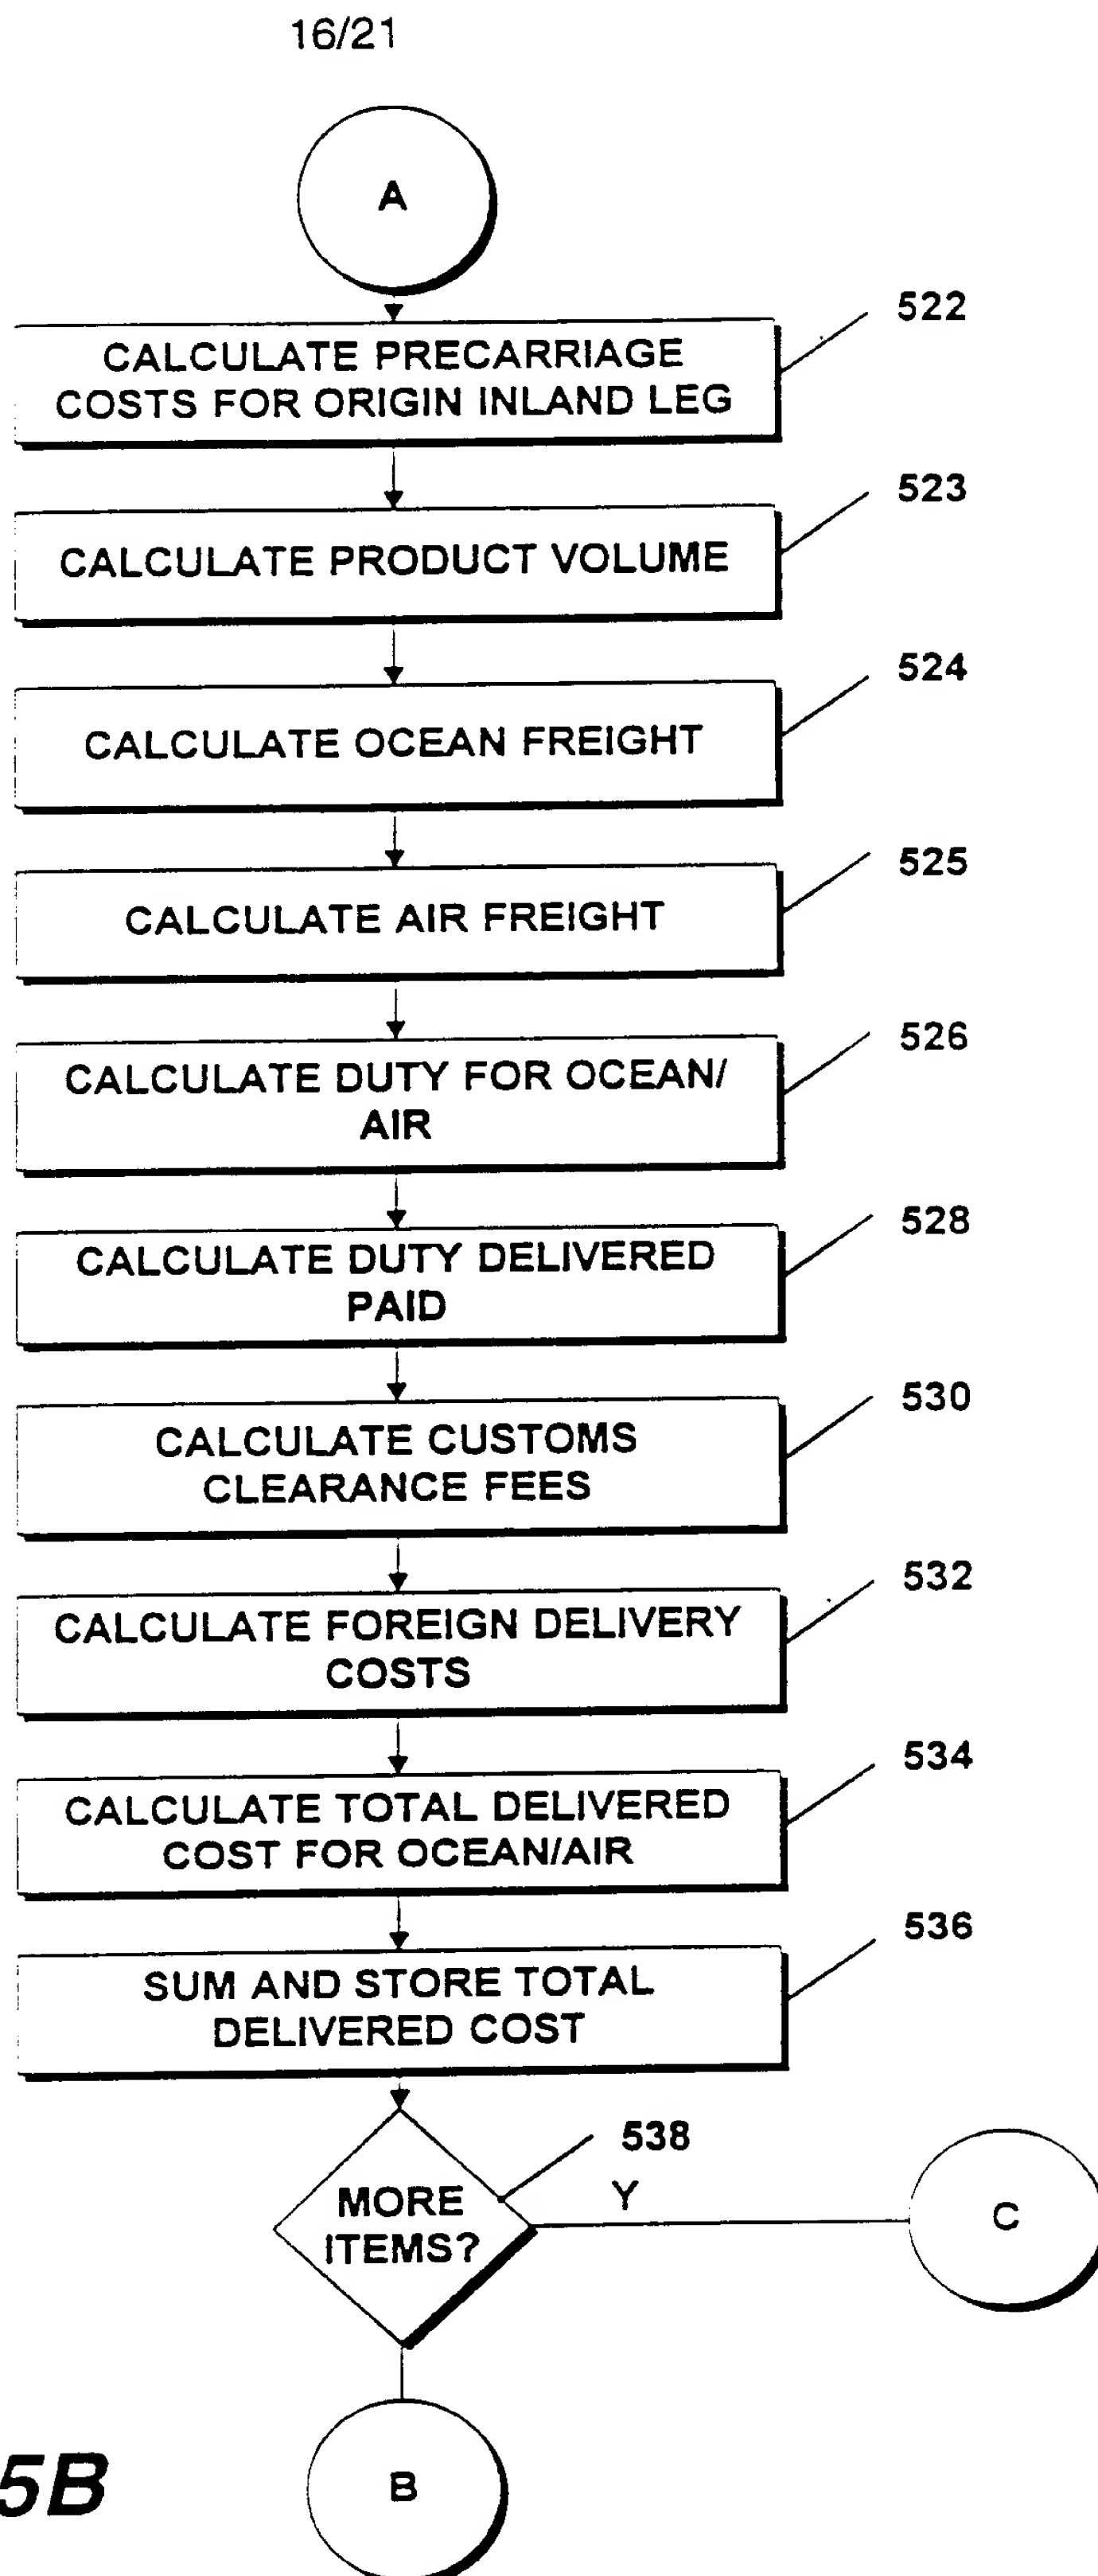 16/21
A
522
CALCULATE PRECARRIAGE
COSTS FOR ORIGIN INLAND LEG
523
CALCULATE PRODUCT VOLUME
524
CALCULATE OCEAN FREIGHT
525
CALCULATE AIR FREIGHT
526
CALCULATE DUTY FOR OCEAN/
AIR
528
CALCULATE DUTY DELIVERED
PAID
530
CALCULATE CUSTOMS
CLEARANCE FEES
532
CALCULATE FOREIGN DELIVERY
COSTS
534
CALCULATE TOTAL DELIVERED
COST FOR OCEAN/AIR
536
SUM AND STORE TOTAL
DELIVERED COST
538
MORE
ITEMS?
Y
C
B
5B